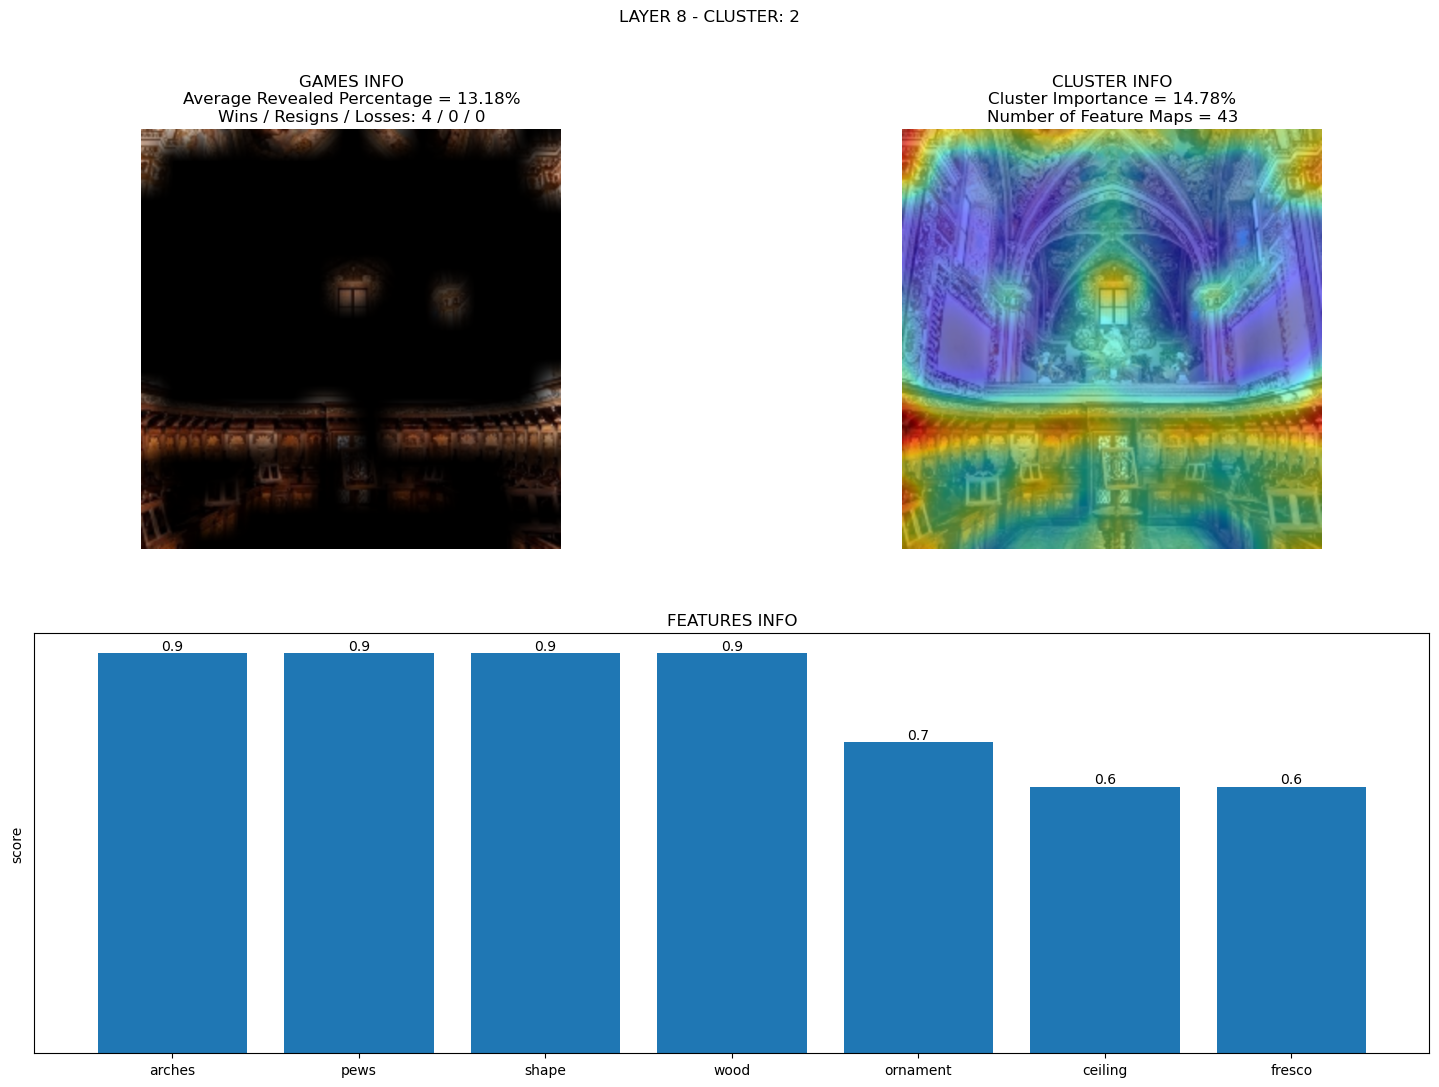 LAYER 8 - CLUSTER: 2
GAMES INFO
Average Revealed Percentage = 13.18%
Wins / Resigns / Losses: 4 / 0 / 0
CLUSTER INFO
Cluster Importance = 14.78%
Number of Feature Maps = 43
FEATURES INFO
score
0.9
0.9
0.9
0.9
0.7
0.6
0.6
arches
pews
shape
wood
ornament
ceiling
fresco